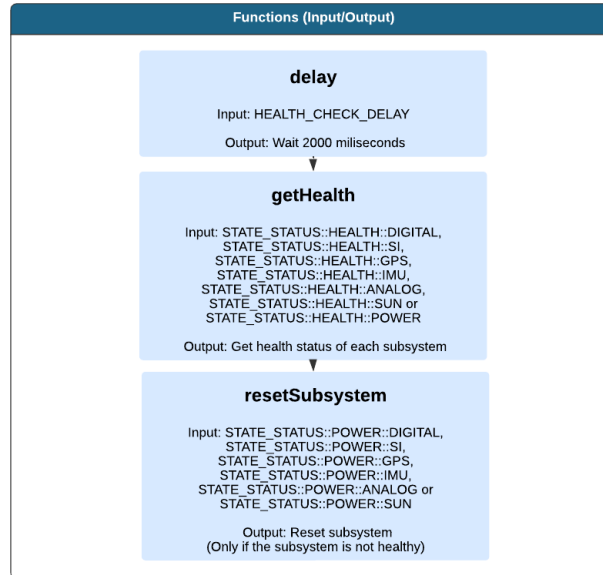 Functions (Input/Output)
delay
Input: HEALTH_CHECK_DELAY
Output: Wait 2000 miliseconds
getHealth
Input: STATE_STATUS::HEALTH::DIGITAL,
STATE_STATUS::HEALTH::SI,
STATE_STATUS::HEALTH::GPS,
STATE_STATUS::HEALTH::IMU,
STATE_STATUS::HEALTH::ANALOG,
STATE_STATUS::HEALTH::SUN or
STATE_STATUS::HEALTH::POWER
Output: Get health status of each subsystem
resetSubsystem
Input: STATE_STATUS::POWER::DIGITAL,
STATE_STATUS::POWER::SI,
STATE_STATUS::POWER::GPS,
STATE_STATUS::POWER::IMU,
STATE_STATUS::POWER::ANALOG or
STATE_STATUS::POWER::SUN
Output: Reset subsystem
(Only if the subsystem is not healthy)